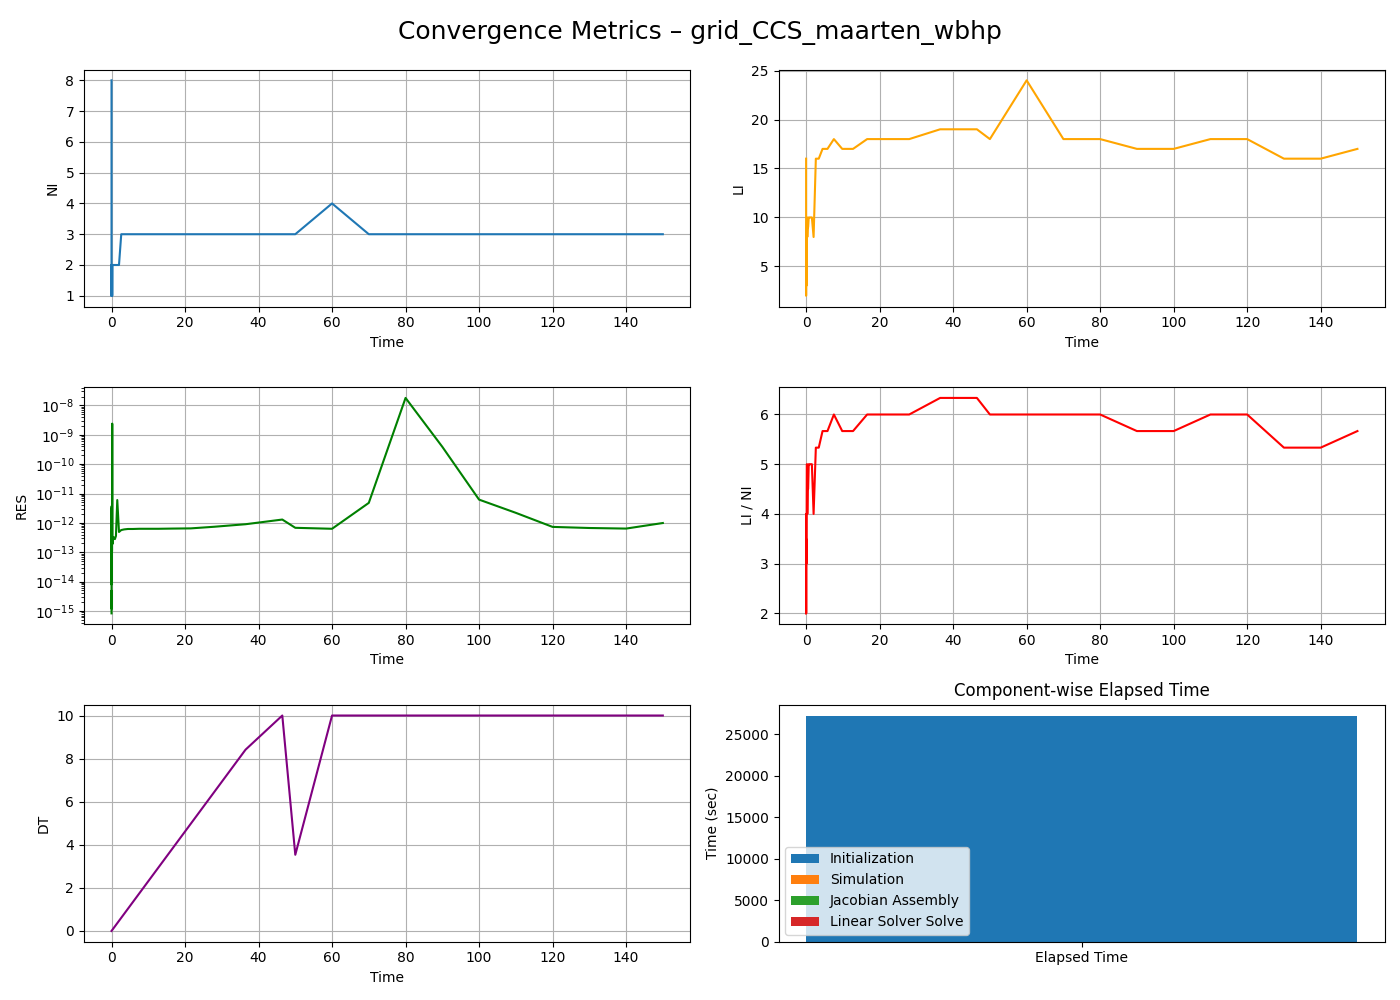 Convergence Metrics – grid_CCS_maarten_wbhp
8
7
6
5
4
3
2
1
NI
0 20 40 60 80 100 120 140
Time
25
20
15
10
5
LI
0 20 40 60 80 100 120 140
Time
10⁻⁸
10⁻⁹
10⁻¹⁰
10⁻¹¹
10⁻¹²
10⁻¹³
10⁻¹⁴
10⁻¹⁵
RES
0 20 40 60 80 100 120 140
Time
6
5
4
3
2
LI / NI
0 20 40 60 80 100 120 140
Time
10
8
6
4
2
0
DT
0 20 40 60 80 100 120 140
Time
Component-wise Elapsed Time
25000
20000
15000
10000
5000
0
Time (sec)
Initialization
Simulation
Jacobian Assembly
Linear Solver Solve
Elapsed Time